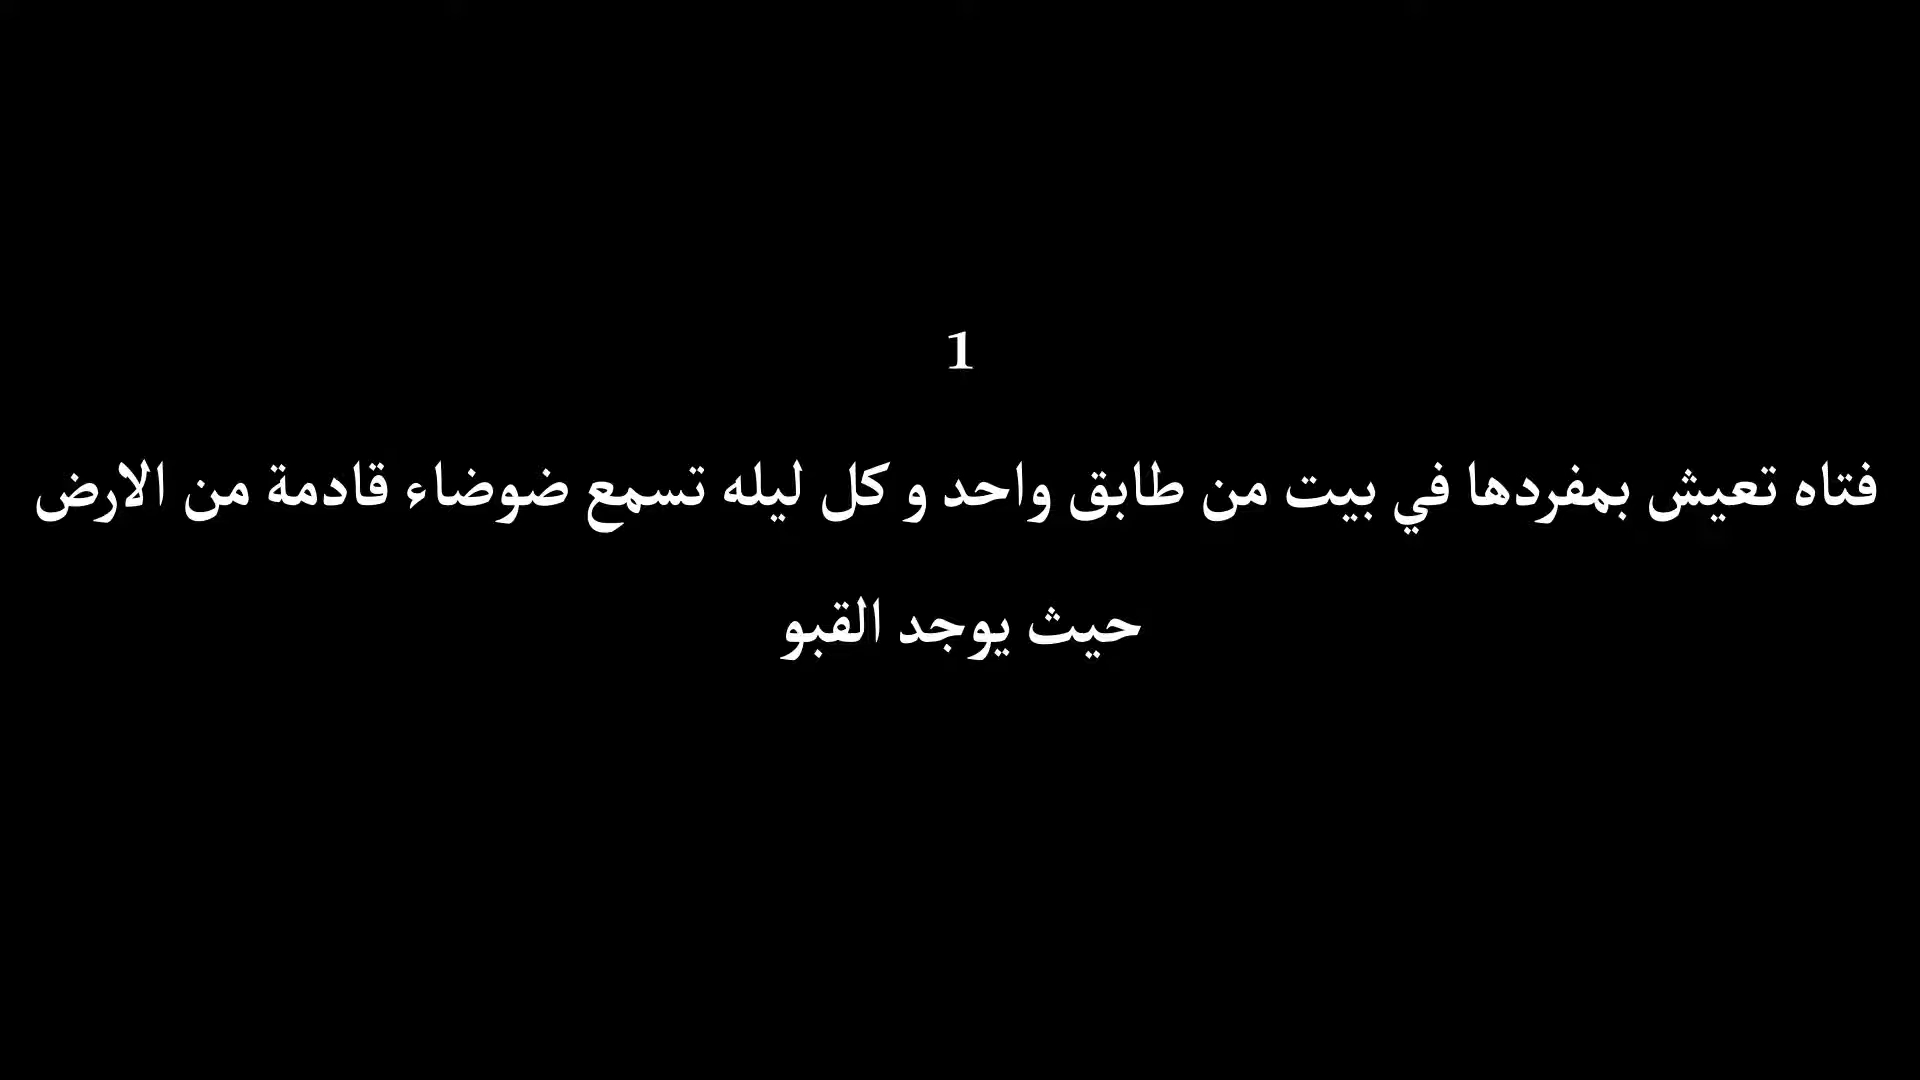 1
فتاه تعيش بمفردها في بيت من طابق واحد و كل ليله تسمع ضوضاء قادمة من الارض
حيث يوجد القبو